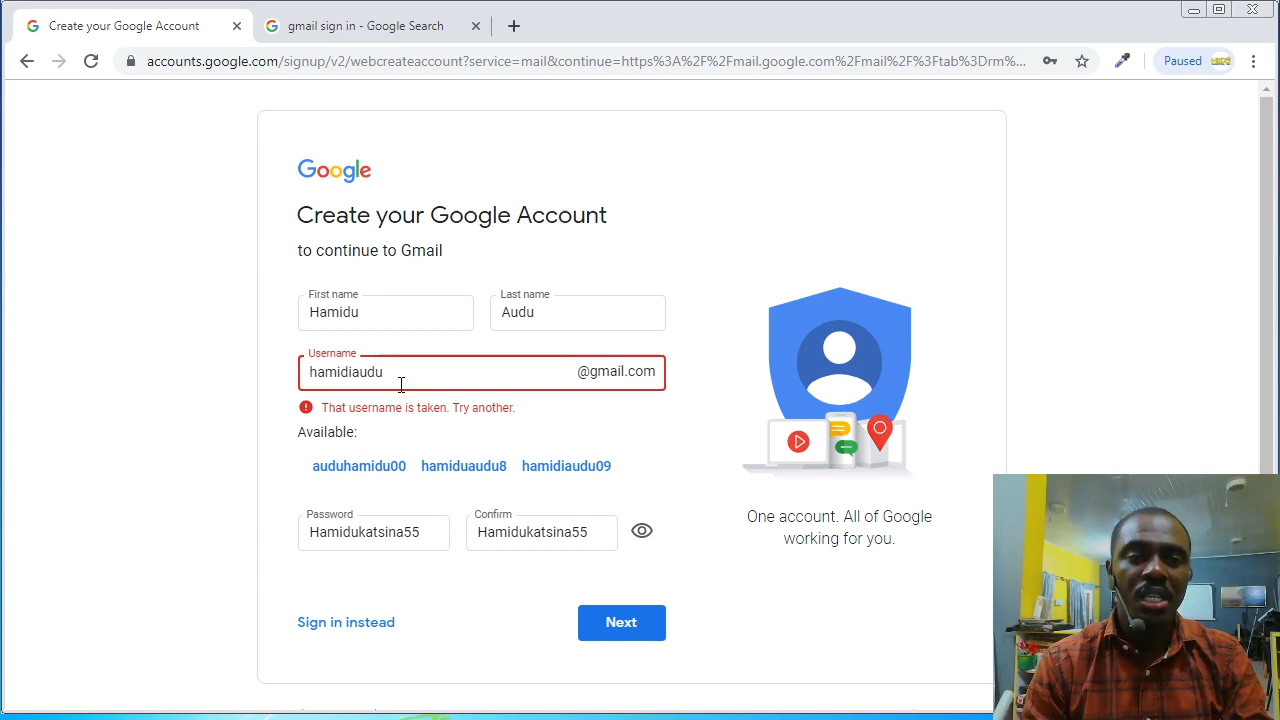 Create your Google Account
gmail sign in - Google Search
accounts.google.com/signup/v2/webcreateaccount?service=mail&continue=https%3A%2F%2Fmail.google.com%2Fmail%2F%3Ftab%3Drm%...
Paused
Google
Create your Google Account
to continue to Gmail
First name
Hamidu
Last name
Audu
Username
hamidiaudu @gmail.com
That username is taken. Try another.
Available:
auduhamidu00 hamiduaudu8 hamidiaudu09
Password
Hamidukatsina55
Confirm
Hamidukatsina55
Sign in instead
Next
One account. All of Google
working for you.